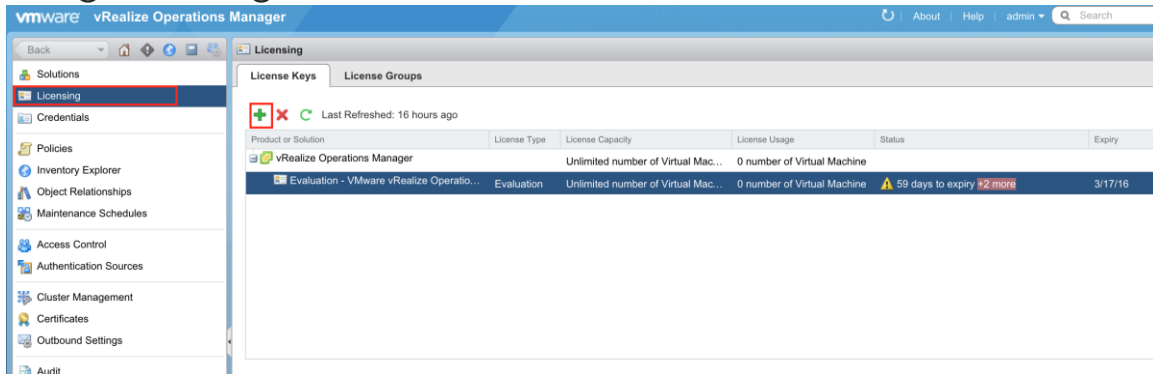 vmware vRealize Operations Manager
About Help admin Search
Back
Licensing
Solutions
Licensing
Credentials
Policies
Inventory Explorer
Object Relationships
Maintenance Schedules
Access Control
Authentication Sources
Cluster Management
Certificates
Outbound Settings
Audit
License Keys License Groups
Last Refreshed: 16 hours ago
Product or Solution License Type License Capacity License Usage Status Expiry
vRealize Operations Manager Unlimited number of Virtual Mac... 0 number of Virtual Machine
Evaluation - VMware vRealize Operatio... Evaluation Unlimited number of Virtual Mac... 0 number of Virtual Machine 59 days to expiry +2 more 3/17/16